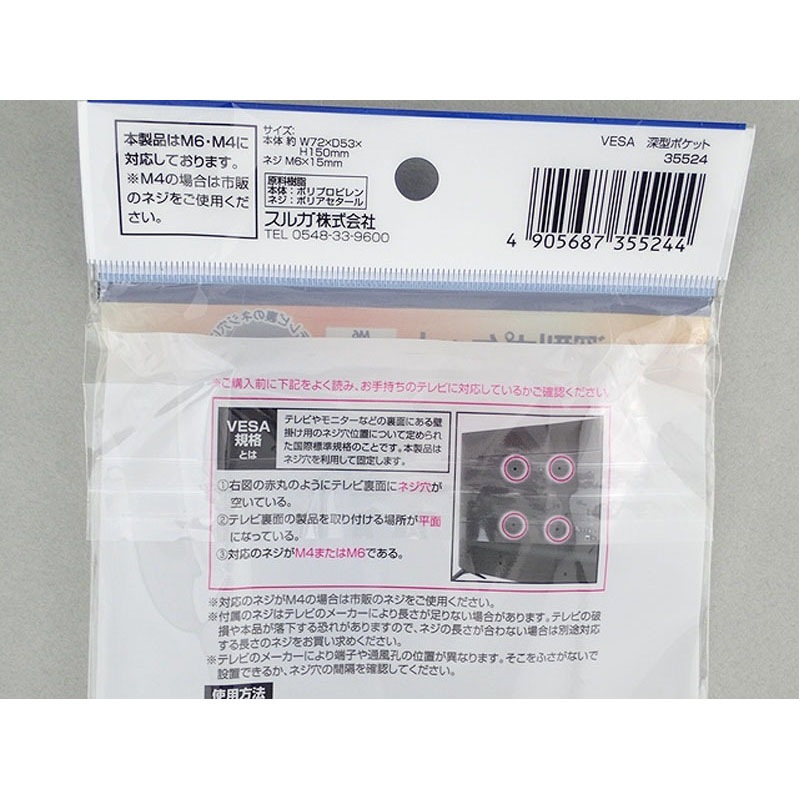 本製品はM6・M4に
対応しております。
※M4の場合は市販
のネジをご使用くだ
さい。
サイズ:
本体 約 W72×D53×
H150mm
ネジ M6×15mm
原料樹脂
本体:ポリプロピレン
ネジ:ポリアセタール
フルガ株式会社
TEL 0548-33-9600
VESA 深型ポケット
35524
4 905687 355244
※ご購入前に下記をよく読み、お手持ちのテレビに対応しているかご確認ください。
VESA
規格
とは
テレビやモニターなどの裏面にある壁
掛け用のネジ穴位置について定められ
た国際標準規格のことです。本製品は
ネジ穴を利用して固定します。
①右図の赤丸のようにテレビ裏面にネジ穴が
空いている。
②テレビ裏面の製品を取り付ける場所が平面
になっている。
③対応のネジがM4またはM6である。
※対応のネジがM4の場合は市販のネジをご使用ください。
※付属のネジはテレビのメーカーにより長さが足りない場合があります。テレビの破
損や本品が落下する恐れがありますので、ネジの長さが合わない場合は別途対応
する長さのネジをお買い求めください。
※テレビのメーカーにより端子や通風孔の位置が異なります。そこをふさがないで
設置できるか、ネジ穴の間隔を確認してください。
使用方法